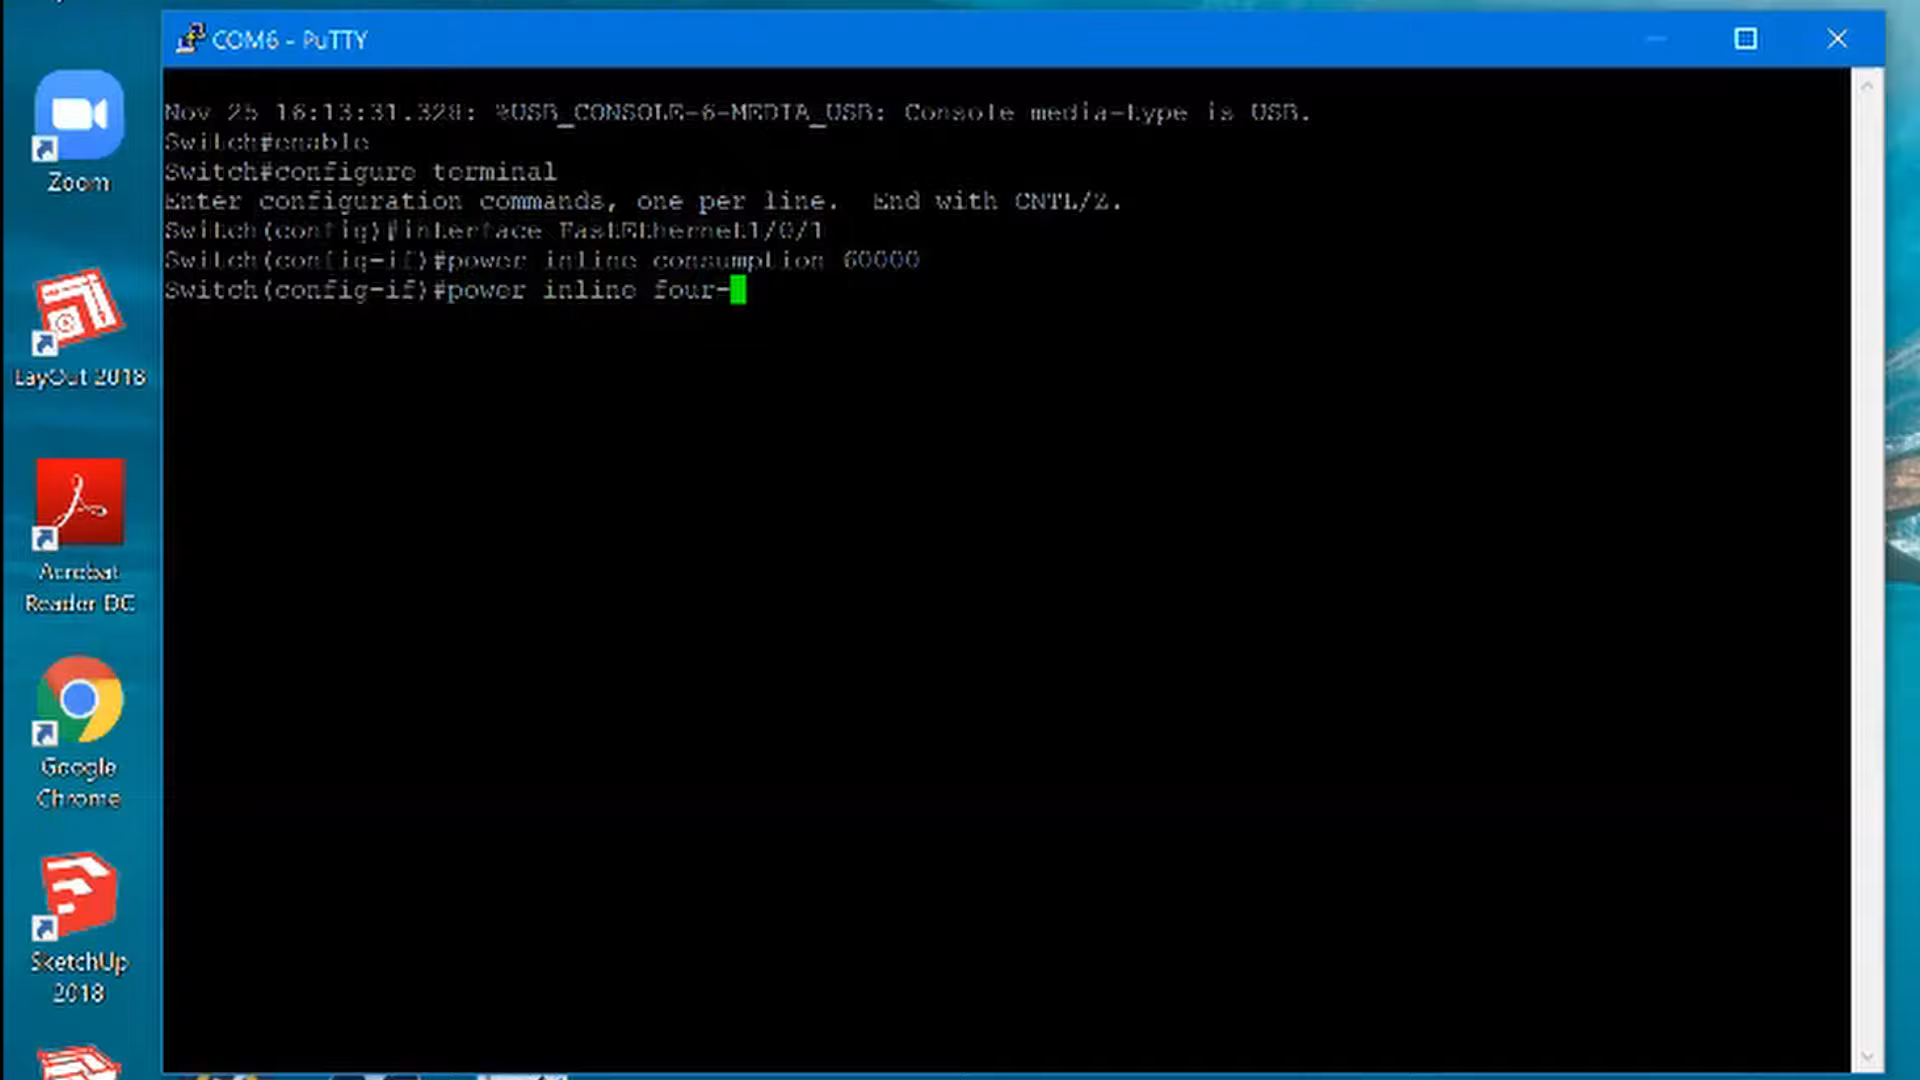 COM6 - PuTTY
Nov 25 16:13:31.328: %USB_CONSOLE-6-MEDIA_USB: Console media-type is USB.
Switch#enable
Switch#configure terminal
Enter configuration commands, one per line.  End with CNTL/Z.
Switch(config)#interface FastEthernet1/0/1
Switch(config-if)#power inline consumption 60000
Switch(config-if)#power inline four-
Zoom
LayOut 2018
Acrobat
Reader DC
Google
Chrome
SketchUp
2018